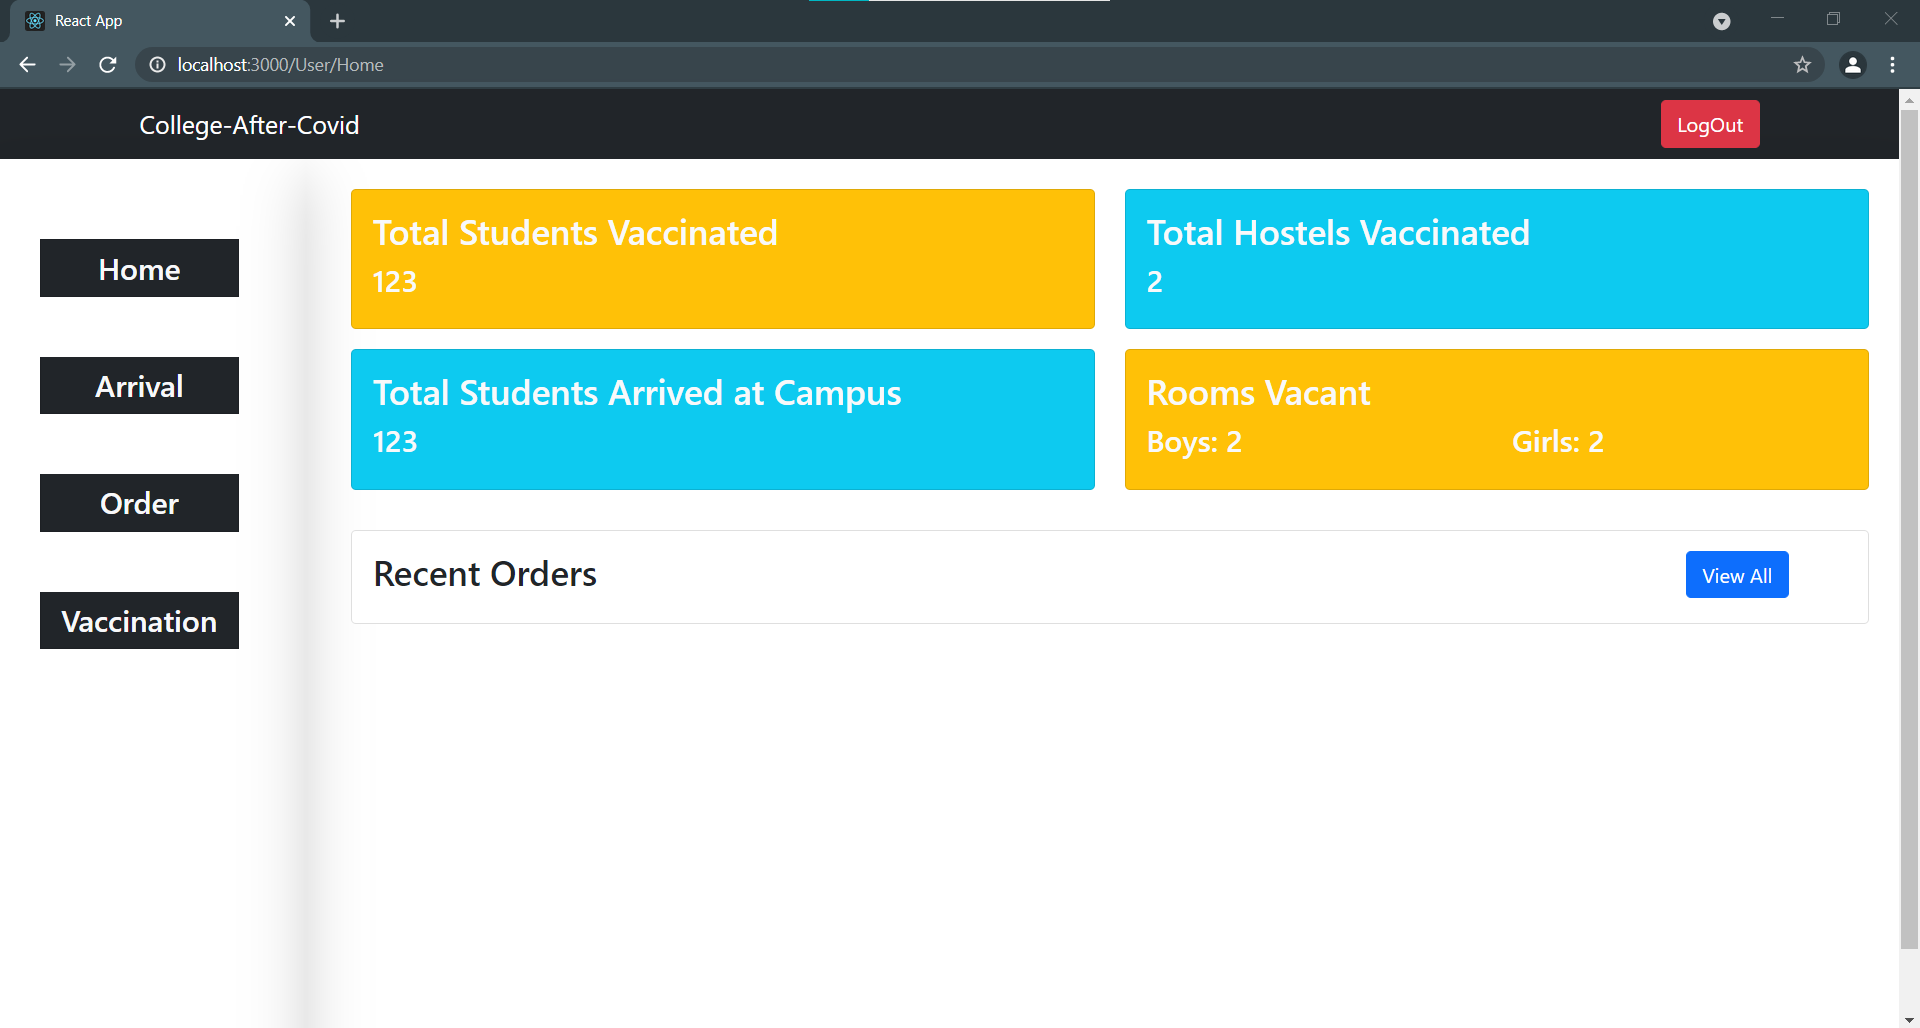 React App
localhost:3000/User/Home
College-After-Covid
LogOut
Home
Arrival
Order
Vaccination
Total Students Vaccinated
123
Total Hostels Vaccinated
2
Total Students Arrived at Campus
123
Rooms Vacant
Boys: 2 Girls: 2
Recent Orders
View All